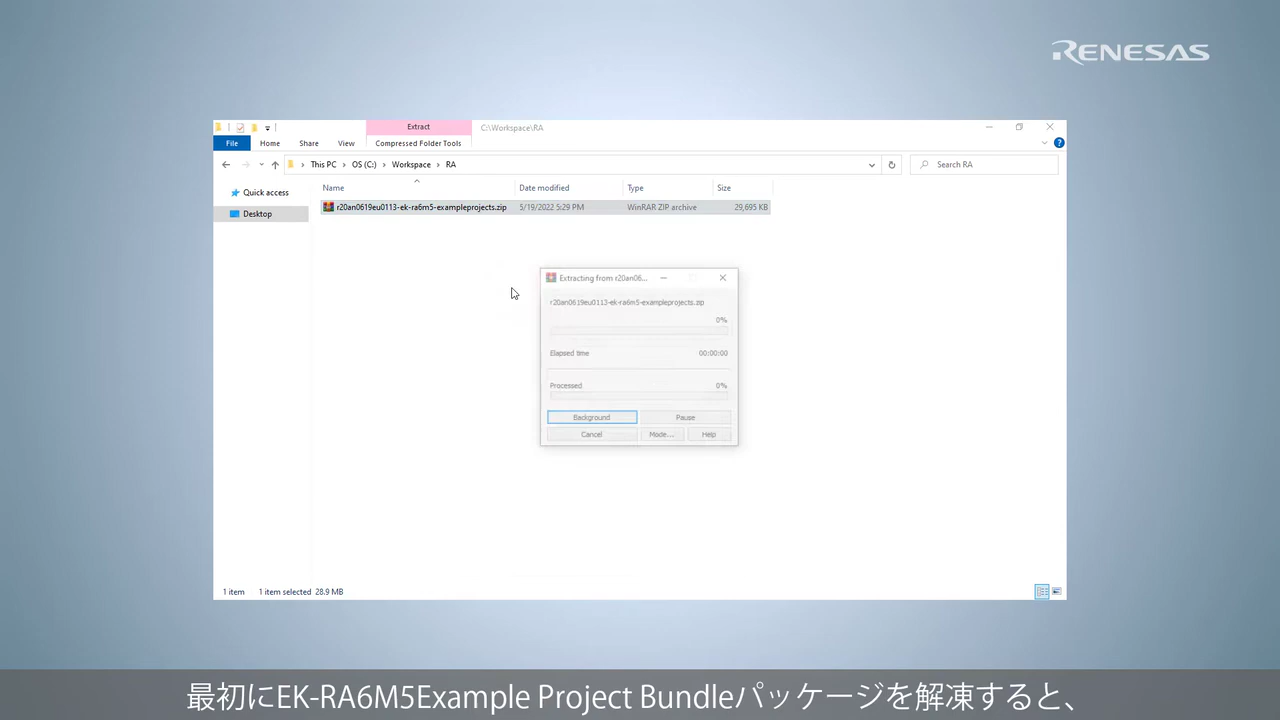 RENESAS
Extract
C:\Workspace\RA
File Home Share View Compressed Folder Tools
This PC › OS (C:) › Workspace › RA
Search RA
Quick access
Desktop
Name Date modified Type Size
r20an0619eu0113-ek-ra6m5-exampleprojects.zip 5/19/2022 5:29 PM WinRAR ZIP archive 29,695 KB
Extracting from r20an06...
r20an0619eu0113-ek-ra6m5-exampleprojects.zip
0%
Elapsed time 00:00:00
Processed 0%
Background Pause
Cancel Mode... Help
1 item 1 item selected 28.9 MB
最初にEK-RA6M5Example Project Bundleパッケージを解凍すると、